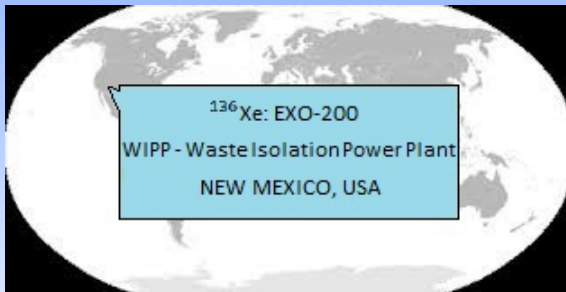 ¹³⁶Xe: EXO-200
WIPP - Waste Isolation Power Plant
NEW MEXICO, USA